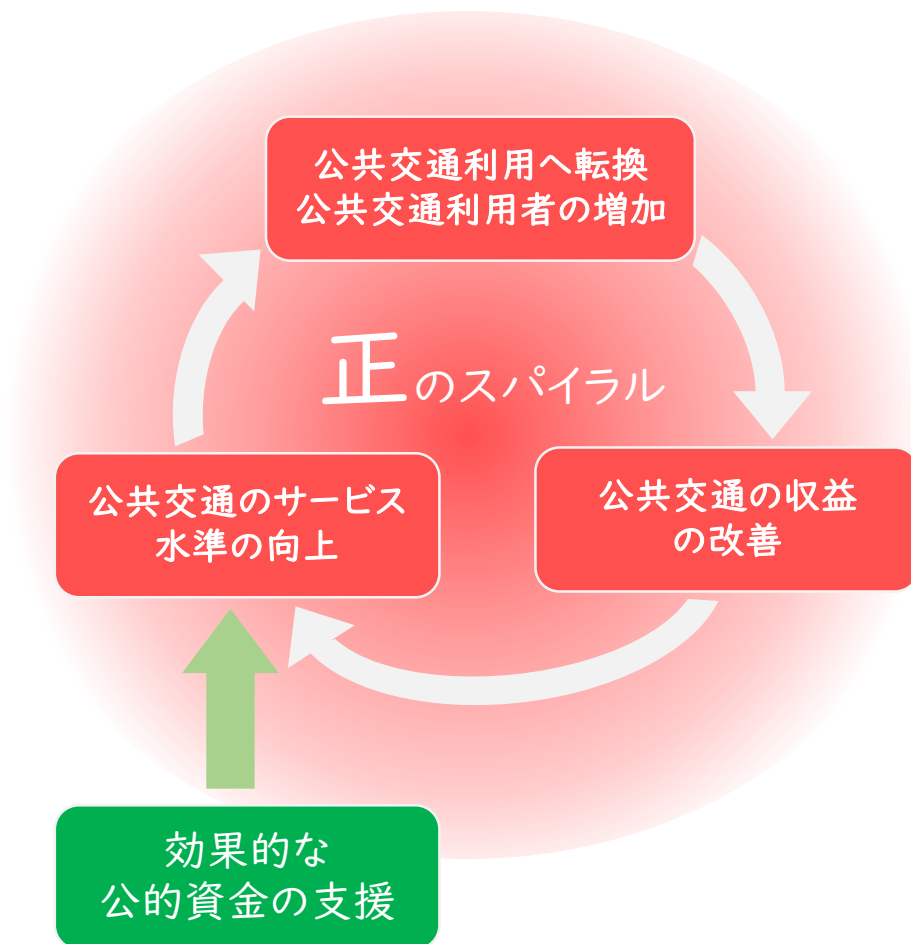 公共交通利用へ転換
公共交通利用者の増加
正のスパイラル
公共交通のサービス
水準の向上
公共交通の収益
の改善
効果的な
公的資金の支援